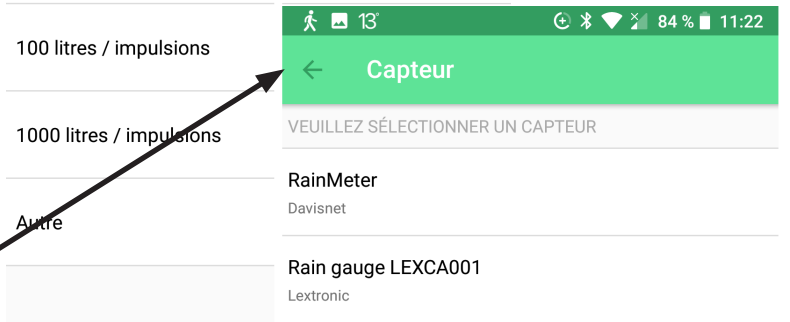 100 litres / impulsions
1000 litres / impulsions
Autre
13° 84 % 11:22
Capteur
VEUILLEZ SÉLECTIONNER UN CAPTEUR
RainMeter
Davisnet
Rain gauge LEXCA001
Lextronic